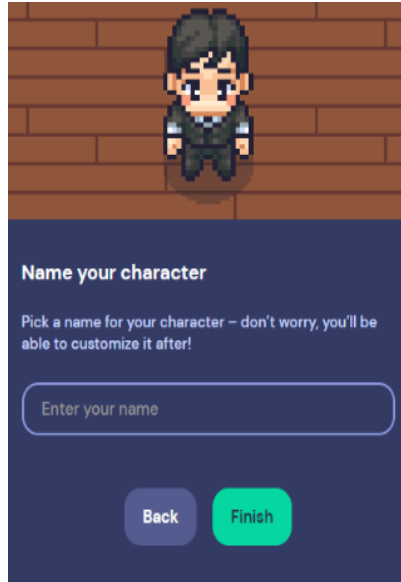 Name your character
Pick a name for your character – don't worry, you'll be
able to customize it after!
Enter your name
Back
Finish